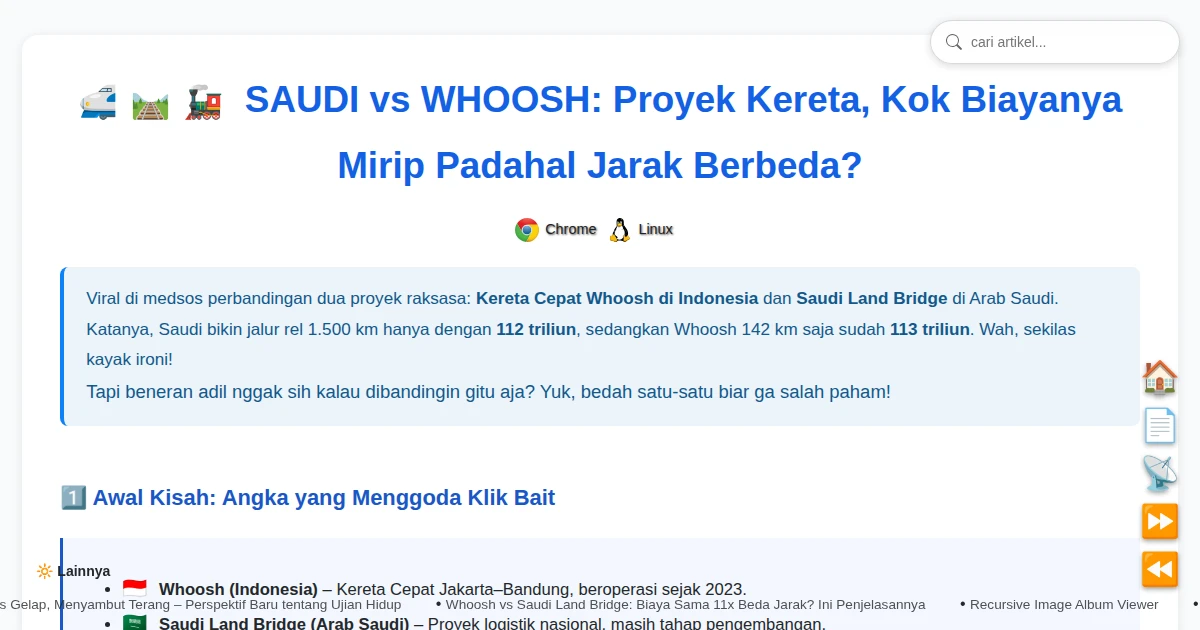 cari artikel...
SAUDI vs WHOOSH: Proyek Kereta, Kok Biayanya
Mirip Padahal Jarak Berbeda?
Chrome Linux
Viral di medsos perbandingan dua proyek raksasa: Kereta Cepat Whoosh di Indonesia dan Saudi Land Bridge di Arab Saudi.
Katanya, Saudi bikin jalur rel 1.500 km hanya dengan 112 triliun, sedangkan Whoosh 142 km saja sudah 113 triliun. Wah, sekilas
kayak ironi!
Tapi beneran adil nggak sih kalau dibandingin gitu aja? Yuk, bedah satu-satu biar ga salah paham!
1 Awal Kisah: Angka yang Menggoda Klik Bait
Lainnya
• Whoosh (Indonesia) – Kereta Cepat Jakarta–Bandung, beroperasi sejak 2023.
s Gelap, Menyambut Terang – Perspektif Baru tentang Ujian Hidup • Whoosh vs Saudi Land Bridge: Biaya Sama 11x Beda Jarak? Ini Penjelasannya • Recursive Image Album Viewer •
• Saudi Land Bridge (Arab Saudi) – Proyek logistik nasional, masih tahap pengembangan.